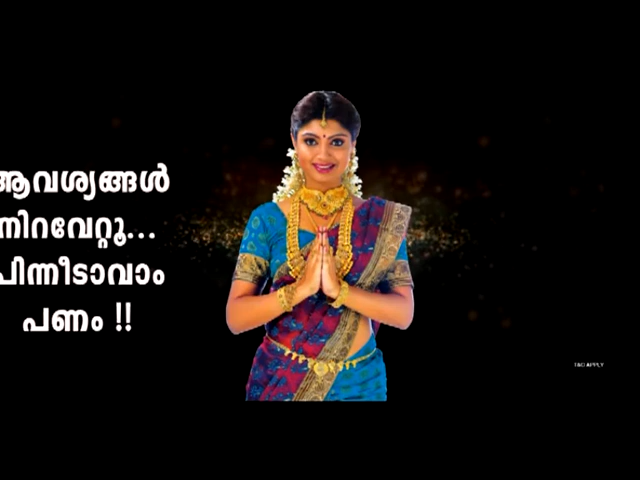 ആവശ്യങ്ങൾ
നിറവേറ്റൂ...
പിന്നീടാവാം
പണം !!
T&C APPLY